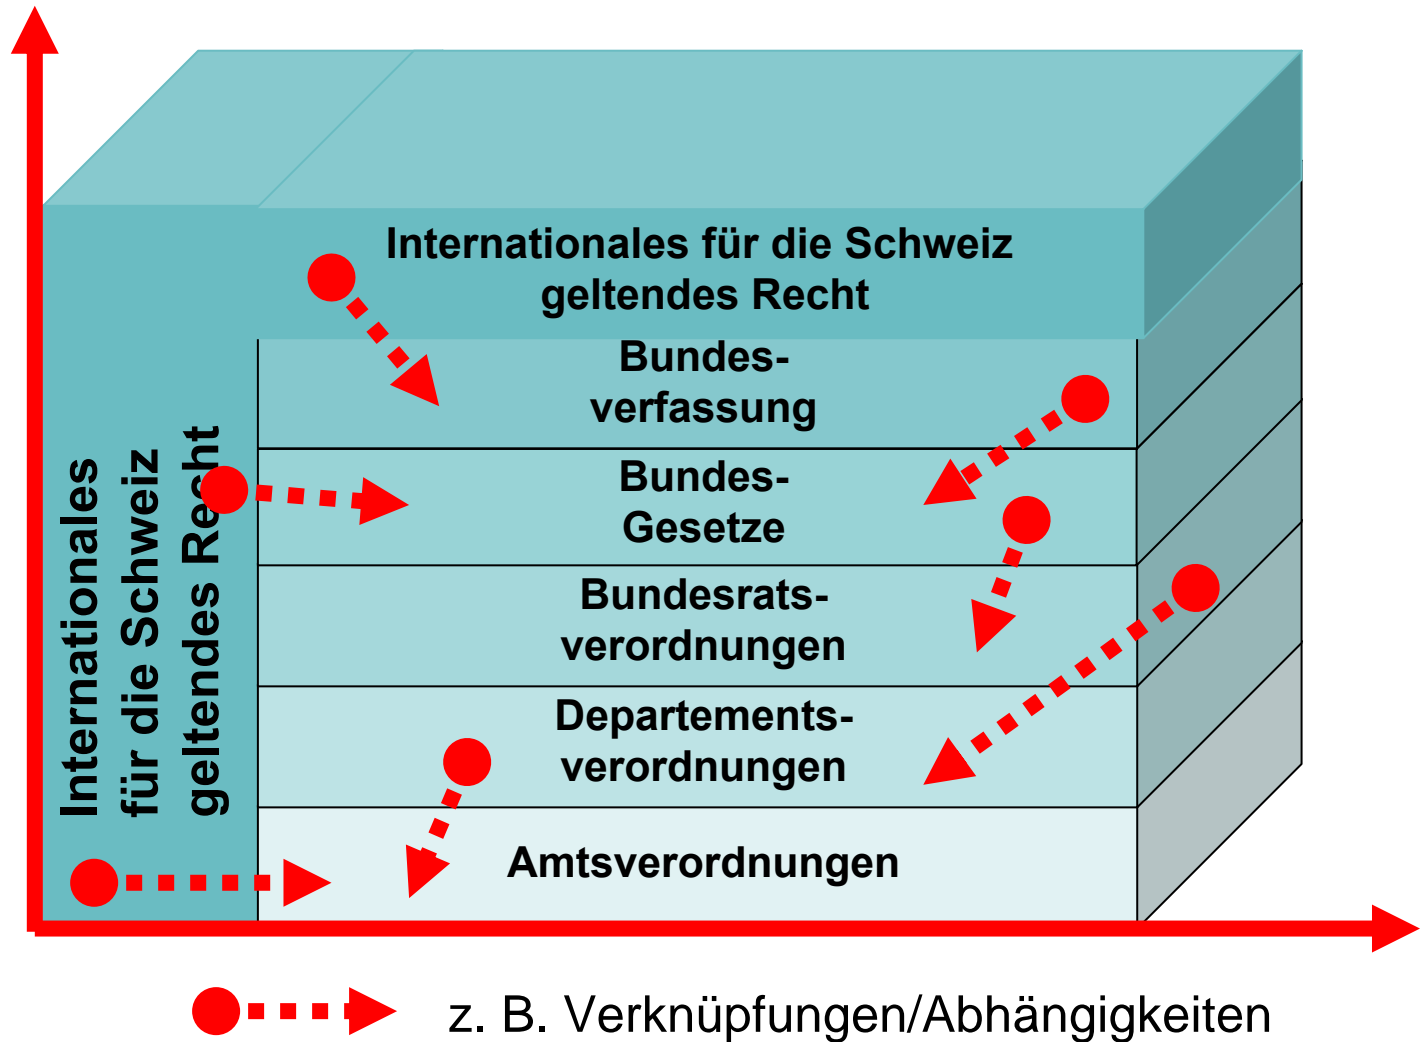 Internationales für die Schweiz
geltendes Recht
Bundes-
verfassung
Bundes-
Gesetze
Bundesrats-
verordnungen
Departements-
verordnungen
Amtsverordnungen
Internationales
für die Schweiz
geltendes Recht
z. B. Verknüpfungen/Abhängigkeiten